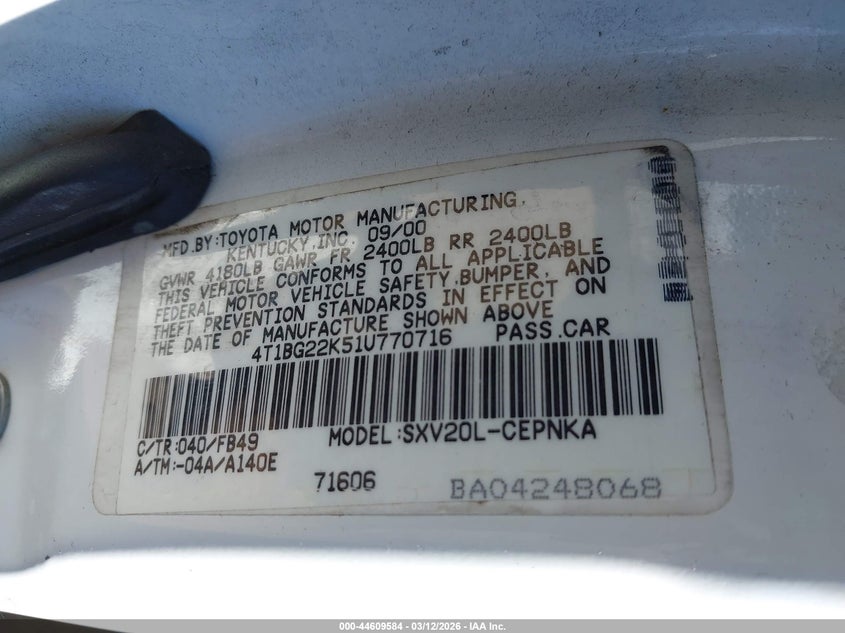 MFD.BY:TOYOTA MOTOR MANUFACTURING,
KENTUCKY,INC. 09/00
GVWR 4180LB GAWR FR 2400LB RR 2400LB
THIS VEHICLE CONFORMS TO ALL APPLICABLE
FEDERAL MOTOR VEHICLE SAFETY,BUMPER, AND
THEFT PREVENTION STANDARDS IN EFFECT ON
THE DATE OF MANUFACTURE SHOWN ABOVE
4T1BG22K51U770716 PASS.CAR
C/TR:040/FB49 MODEL:SXV20L-CEPNKA
A/TM:-04A/A140E
71606 BA04248068
000-44609584 - 03/12/2026 - IAA Inc.